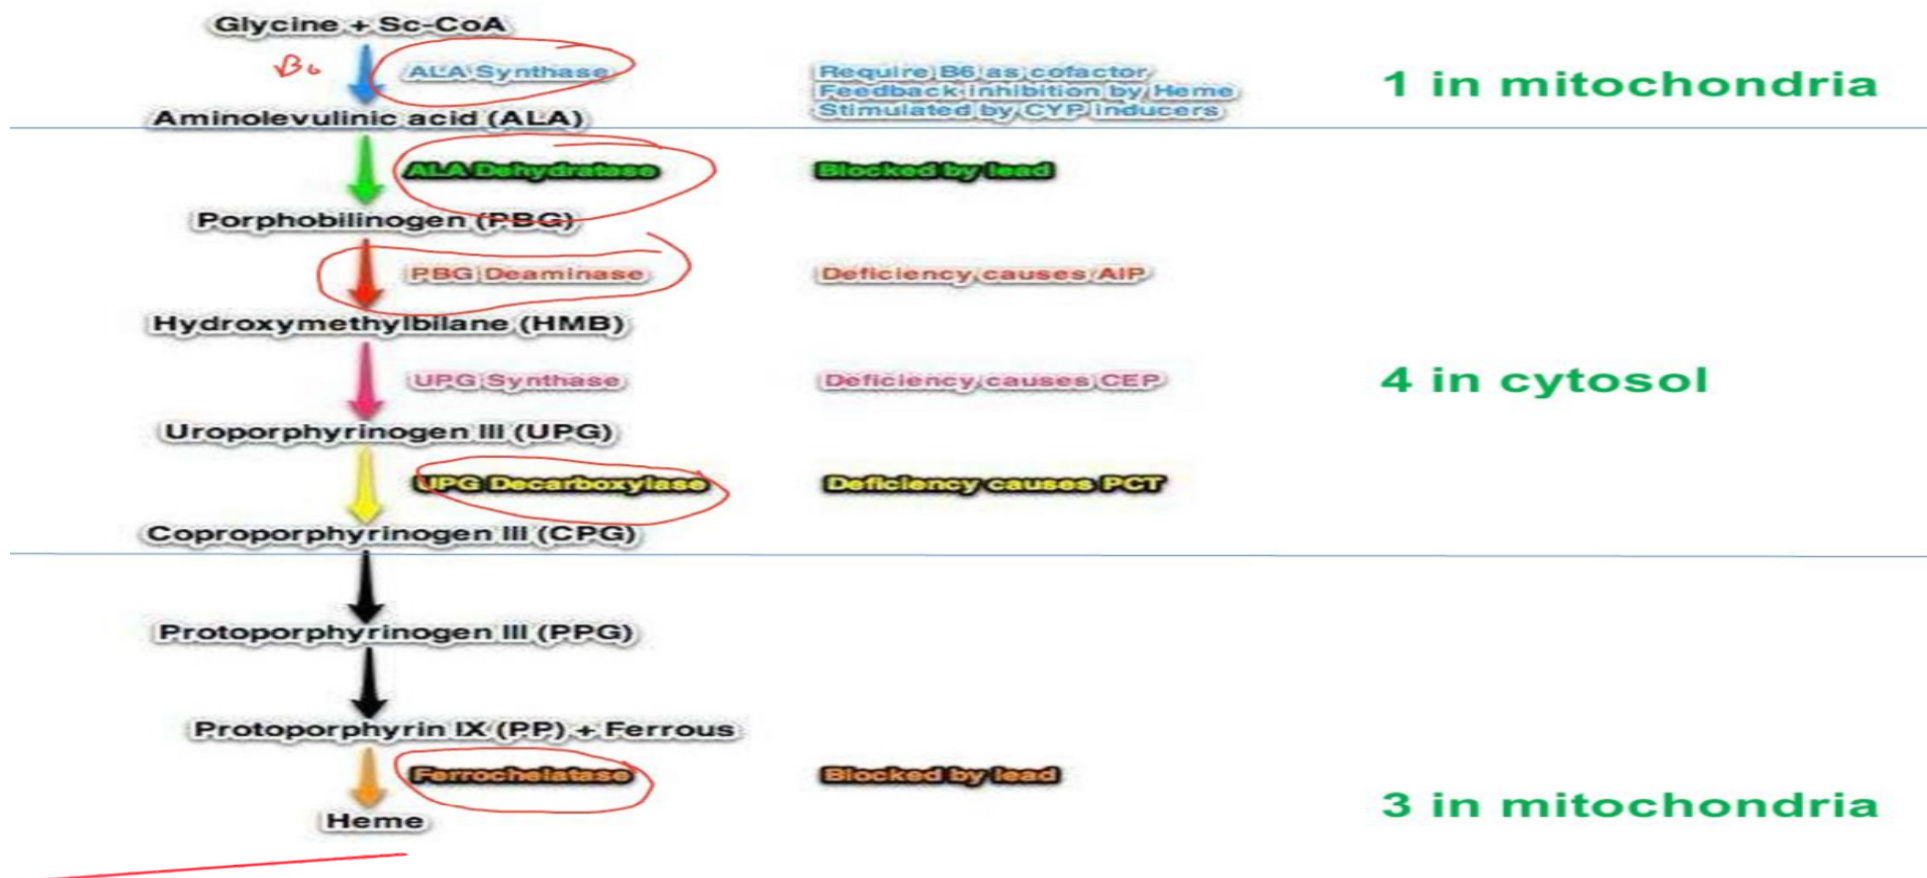 Glycine + Sc-CoA
B6 ALA Synthase Require B6 as cofactor
Feedback inhibition by Heme
Stimulated by CYP inducers
1 in mitochondria
Aminolevulinic acid (ALA)
ALA Dehydratase Blocked by lead
Porphobilinogen (PBG)
PBG Deaminase Deficiency causes AIP
Hydroxymethylbilane (HMB)
UPG Synthase Deficiency causes CEP
4 in cytosol
Uroporphyrinogen III (UPG)
UPG Decarboxylase Deficiency causes PCT
Coproporphyrinogen III (CPG)
Protoporphyrinogen III (PPG)
Protoporphyrin IX (PP) + Ferrous
Ferrochelatase Blocked by lead
3 in mitochondria
Heme